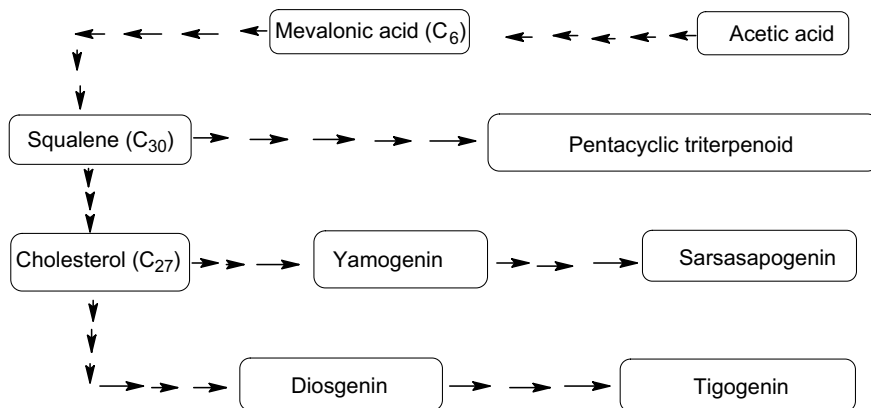 Mevalonic acid (C6)
Acetic acid
Squalene (C30)
Pentacyclic triterpenoid
Cholesterol (C27)
Yamogenin
Sarsasapogenin
Diosgenin
Tigogenin